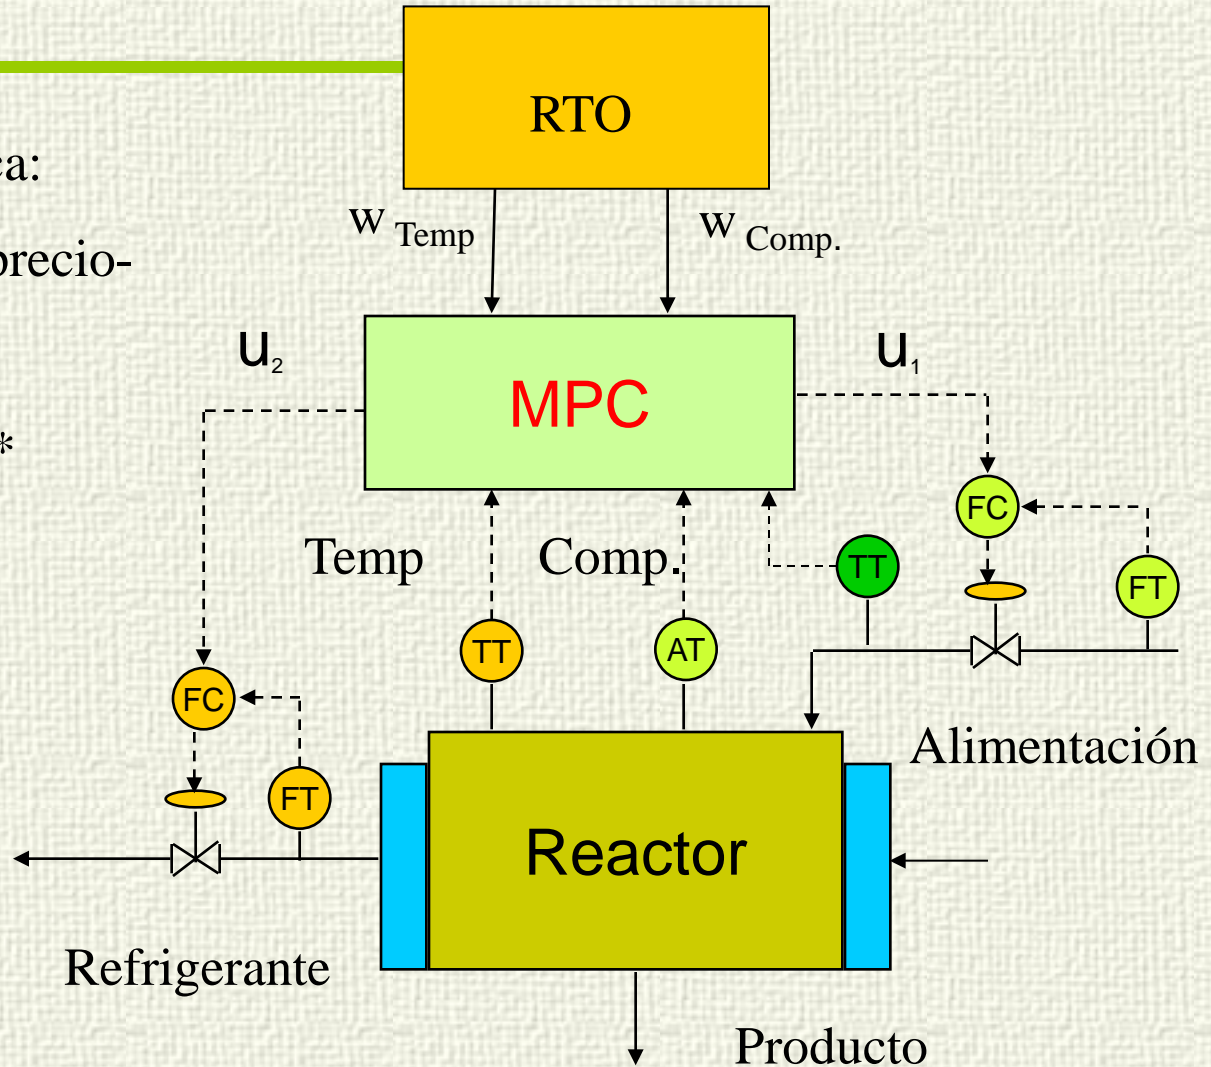 RTO
ca:
w Temp
w Comp.
precio-
u₂
u₁
MPC
*
FC
Temp
Comp.
TT
FT
TT
AT
FC
Alimentación
FT
Reactor
Refrigerante
Producto